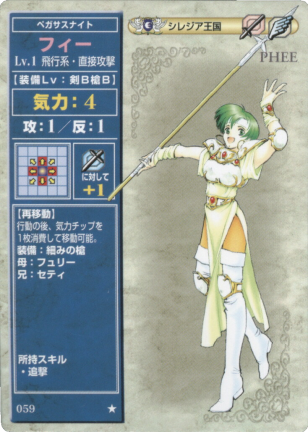 ペガサスナイト
フィー
Lv.1 飛行系・直接攻撃
【装備Lv:剣B槍B】
気力:4
攻:1/反:1
に対して
+1
【再移動】
行動の後、気力チップを
1枚消費して移動可能。
装備:細みの槍
母:フュリー
兄:セティ
所持スキル
・追撃
059
★
シレジア王国
PHEE